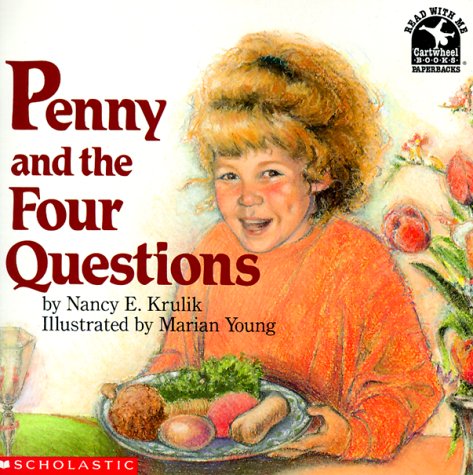 READ WITH ME
Cartwheel
·BOOKS·®
PAPERBACKS
Penny
and the
Four
Questions
by Nancy E. Krulik
Illustrated by Marian Young
SCHOLASTIC